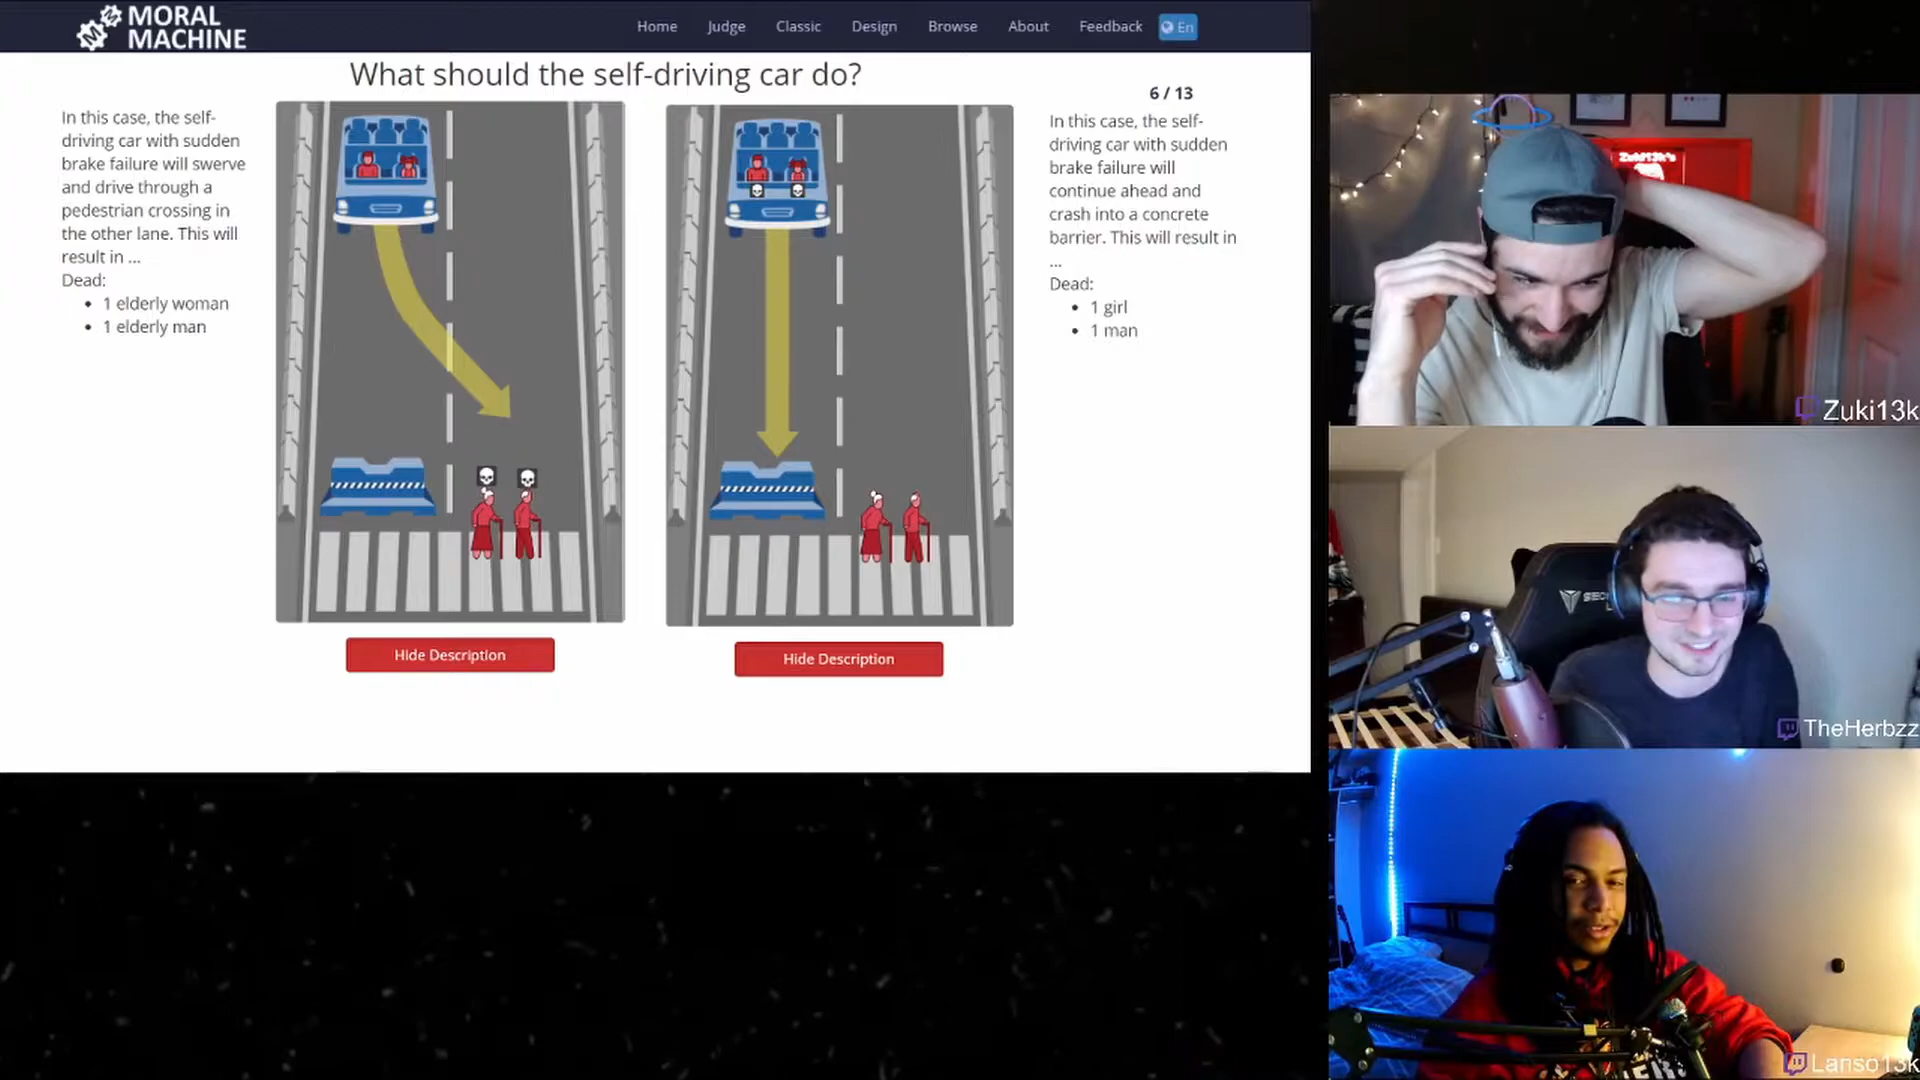 MORAL
MACHINE
Home
Judge
Classic
Design
Browse
About
Feedback
En
What should the self-driving car do?
6 / 13
In this case, the self-
driving car with sudden
brake failure will swerve
and drive through a
pedestrian crossing in
the other lane. This will
result in ...
Dead:
1 elderly woman
1 elderly man
In this case, the self-
driving car with sudden
brake failure will
continue ahead and
crash into a concrete
barrier. This will result in
...
Dead:
1 girl
1 man
Hide Description
Hide Description
Zuki13k's
Zuki13k
TheHerbzz
Lanso13k